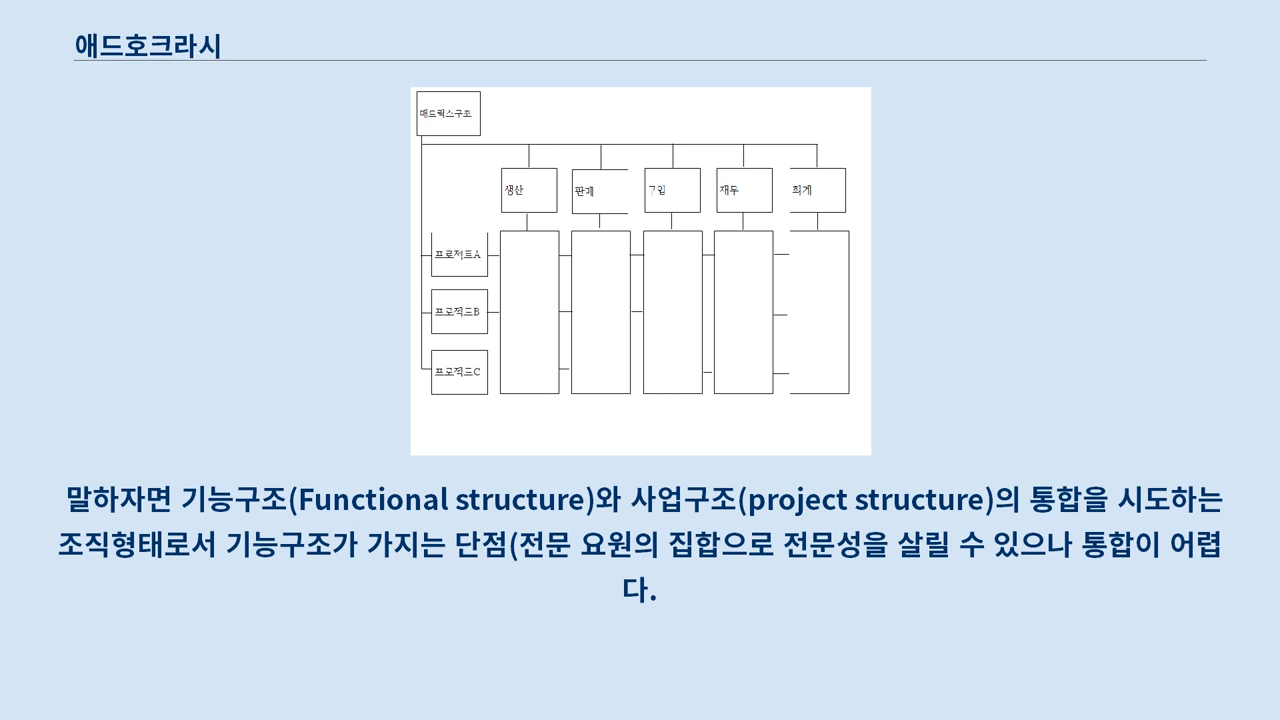 애드호크라시
매트릭스구조
생산
판매
구입
재무
회계
프로젝트A
프로젝트B
프로젝트C
말하자면 기능구조(Functional structure)와 사업구조(project structure)의 통합을 시도하는
조직형태로서 기능구조가 가지는 단점(전문 요원의 집합으로 전문성을 살릴 수 있으나 통합이 어렵
다.